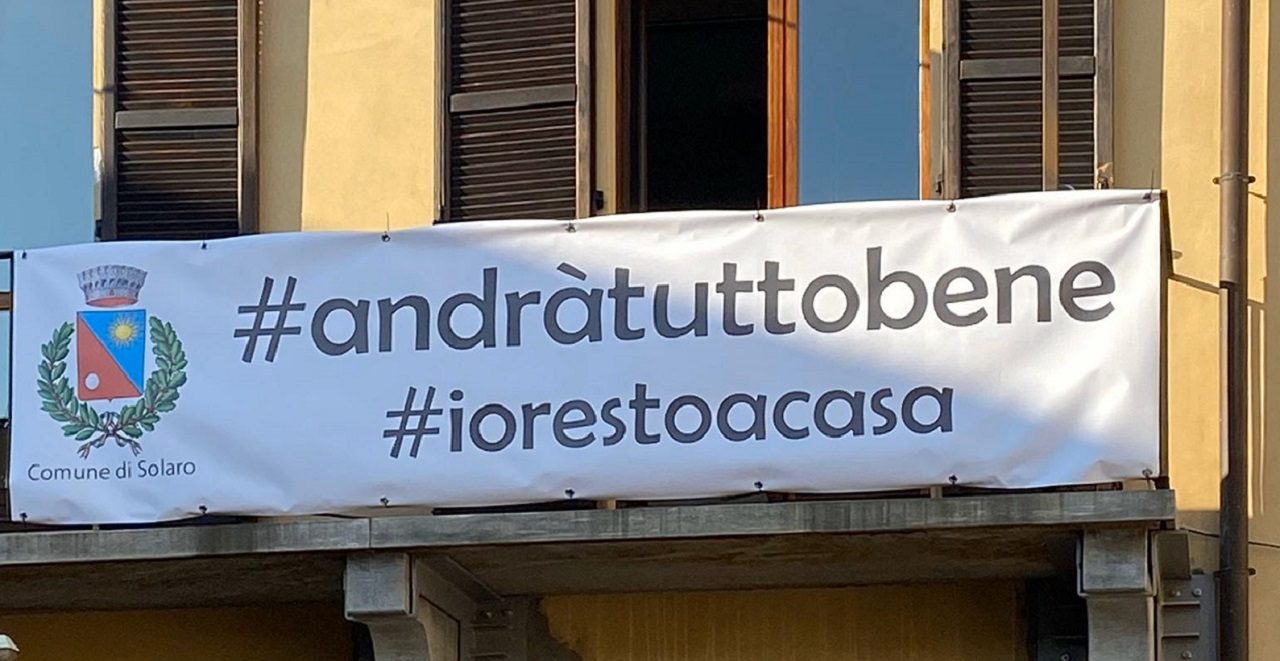 #andràtuttobene
#iorestoacasa
Comune di Solaro